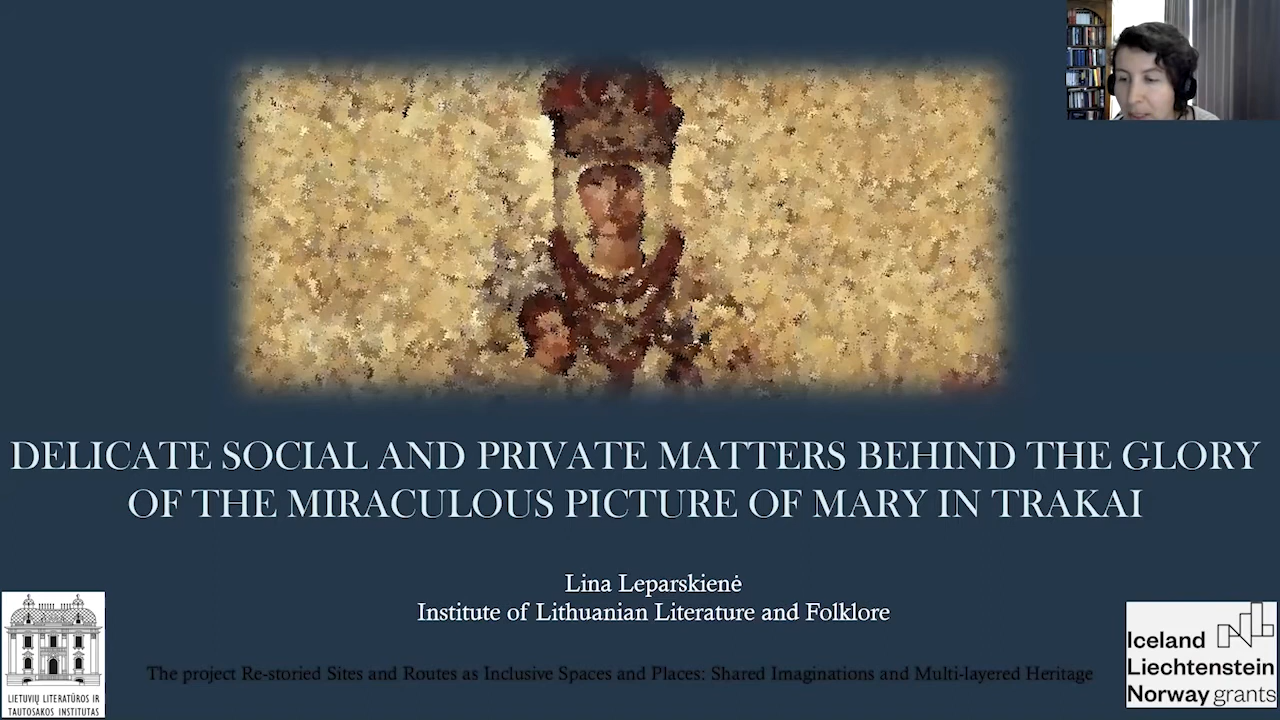 DELICATE SOCIAL AND PRIVATE MATTERS BEHIND THE GLORY
OF THE MIRACULOUS PICTURE OF MARY IN TRAKAI
Lina Leparskienė
Institute of Lithuanian Literature and Folklore
The project Re-storied Sites and Routes as Inclusive Spaces and Places: Shared Imaginations and Multi-layered Heritage
LIETUVIŲ LITERATŪROS IR
TAUTOSAKOS INSTITUTAS
Iceland
Liechtenstein
Norway grants